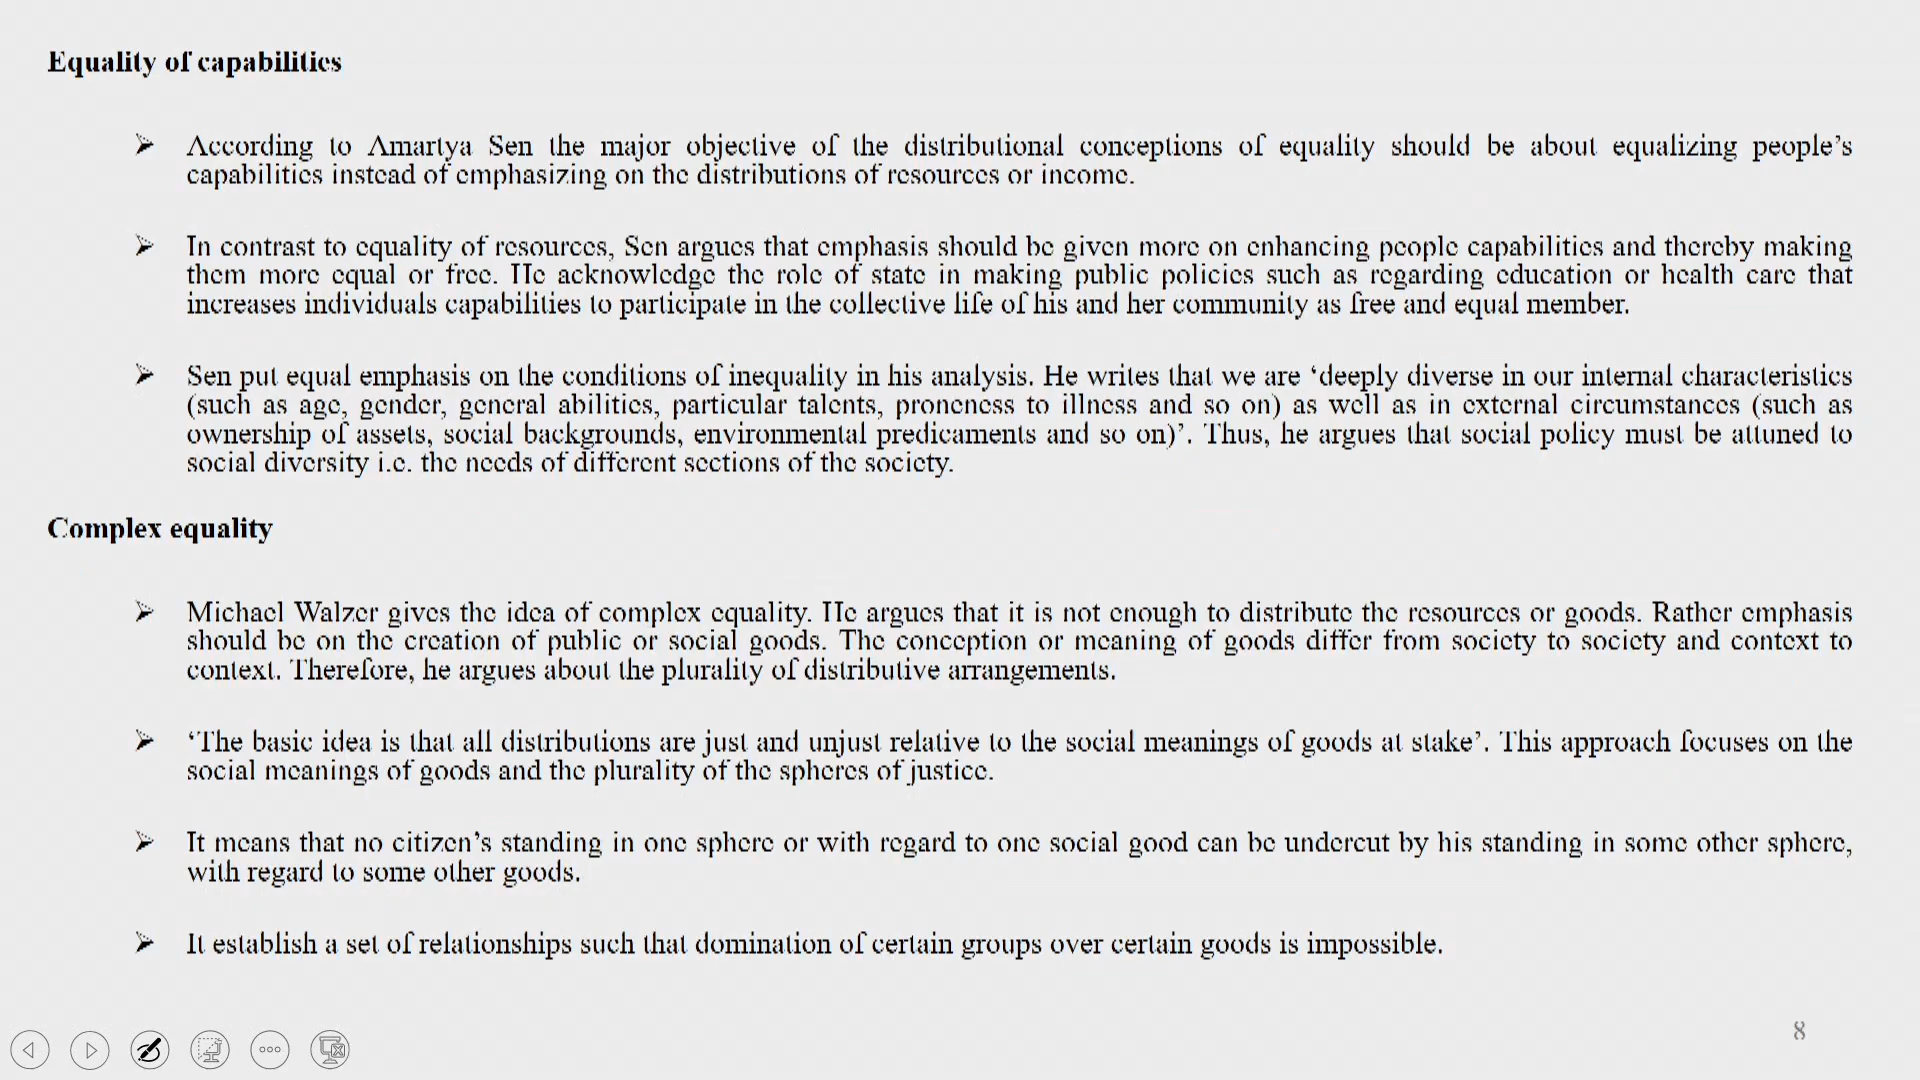 Equality of capabilities
➢ According to Amartya Sen the major objective of the distributional conceptions of equality should be about equalizing people’s
capabilities instead of emphasizing on the distributions of resources or income.
➢ In contrast to equality of resources, Sen argues that emphasis should be given more on enhancing people capabilities and thereby making
them more equal or free. He acknowledge the role of state in making public policies such as regarding education or health care that
increases individuals capabilities to participate in the collective life of his and her community as free and equal member.
➢ Sen put equal emphasis on the conditions of inequality in his analysis. He writes that we are ‘deeply diverse in our internal characteristics
(such as age, gender, general abilities, particular talents, proneness to illness and so on) as well as in external circumstances (such as
ownership of assets, social backgrounds, environmental predicaments and so on)’. Thus, he argues that social policy must be attuned to
social diversity i.e. the needs of different sections of the society.
Complex equality
➢ Michael Walzer gives the idea of complex equality. He argues that it is not enough to distribute the resources or goods. Rather emphasis
should be on the creation of public or social goods. The conception or meaning of goods differ from society to society and context to
context. Therefore, he argues about the plurality of distributive arrangements.
➢ ‘The basic idea is that all distributions are just and unjust relative to the social meanings of goods at stake’. This approach focuses on the
social meanings of goods and the plurality of the spheres of justice.
➢ It means that no citizen’s standing in one sphere or with regard to one social good can be undercut by his standing in some other sphere,
with regard to some other goods.
➢ It establish a set of relationships such that domination of certain groups over certain goods is impossible.
8